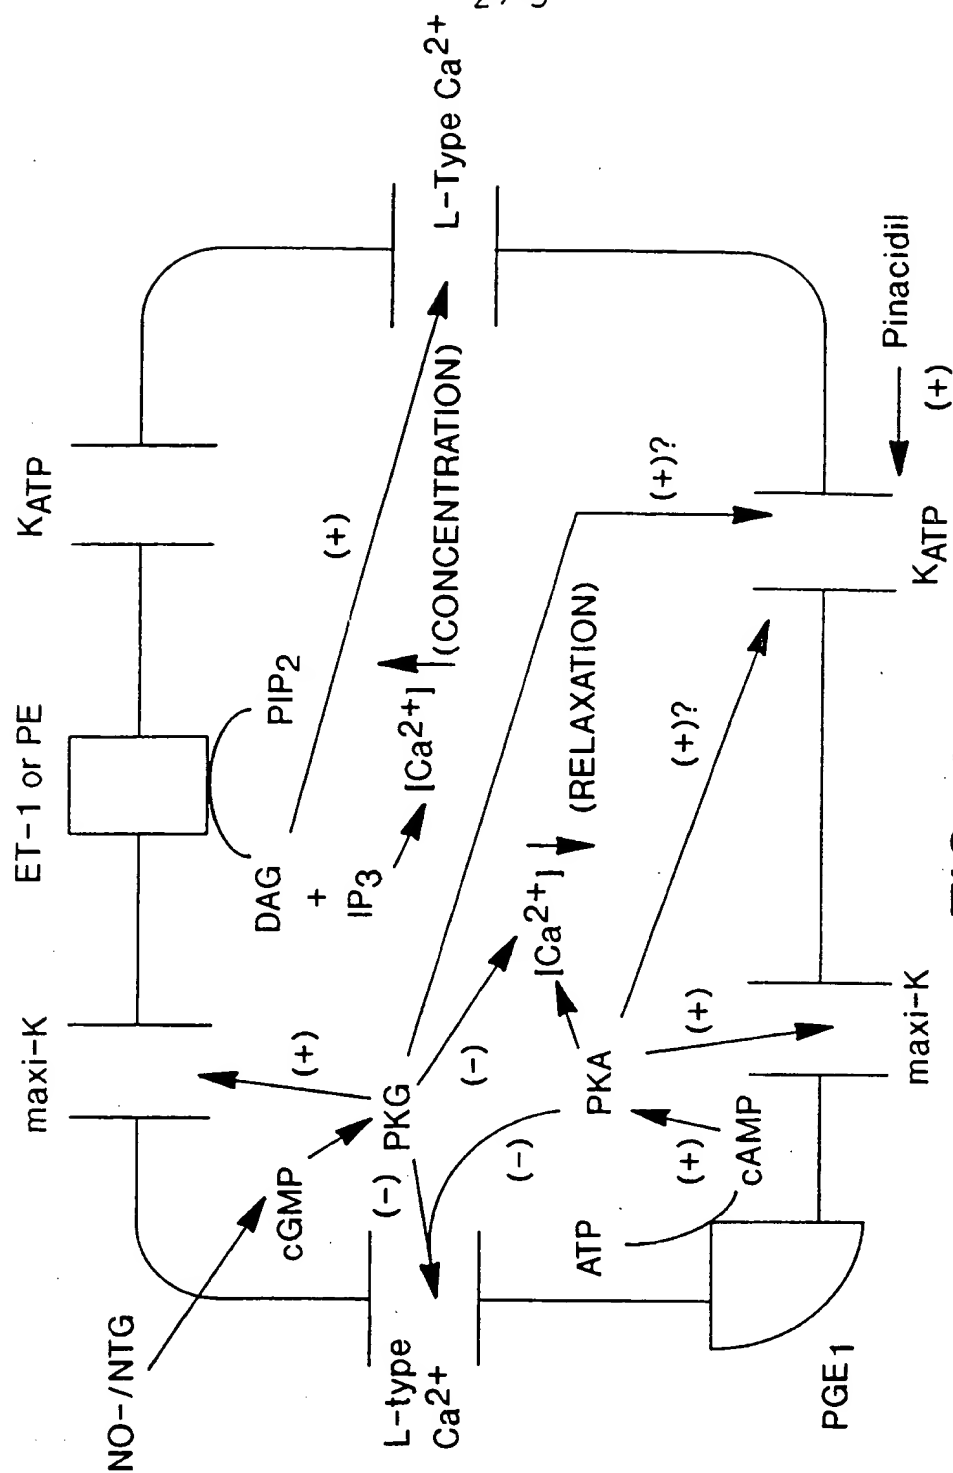 NO-/NTG
maxi-K
ET-1 or PE
KATP
cGMP
(+)
DAG
+
IP3
PIP2
(+)
[Ca2+]
(CONCENTRATION)
L-type
Ca2+
(-)
PKG
(-)
L-Type Ca2+
(-)
[Ca2+]
(RELAXATION)
(+)?
ATP
(+)
cAMP
PKA
(+)
(+)?
PGE1
maxi-K
KATP
Pinacidil
(+)